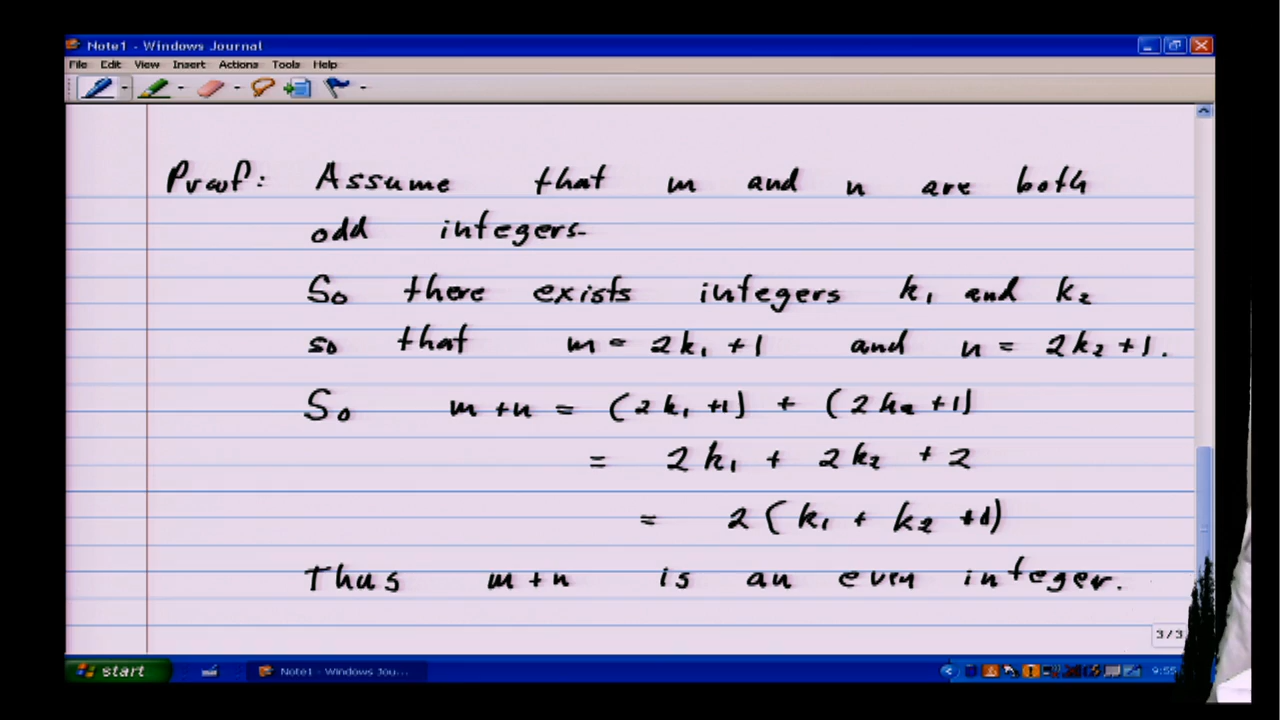 Note1 - Windows Journal
File Edit View Insert Actions Tools Help
Proof: Assume that m and n are both
odd integers.
So there exists integers k₁ and k₂
so that m = 2k₁ + 1 and n = 2k₂ + 1.
So m + n = (2k₁ + 1) + (2k₂ + 1)
= 2k₁ + 2k₂ + 2
= 2(k₁ + k₂ + 1)
Thus m + n is an even integer.
3/3
start Note1 - Windows Jou... 9:55